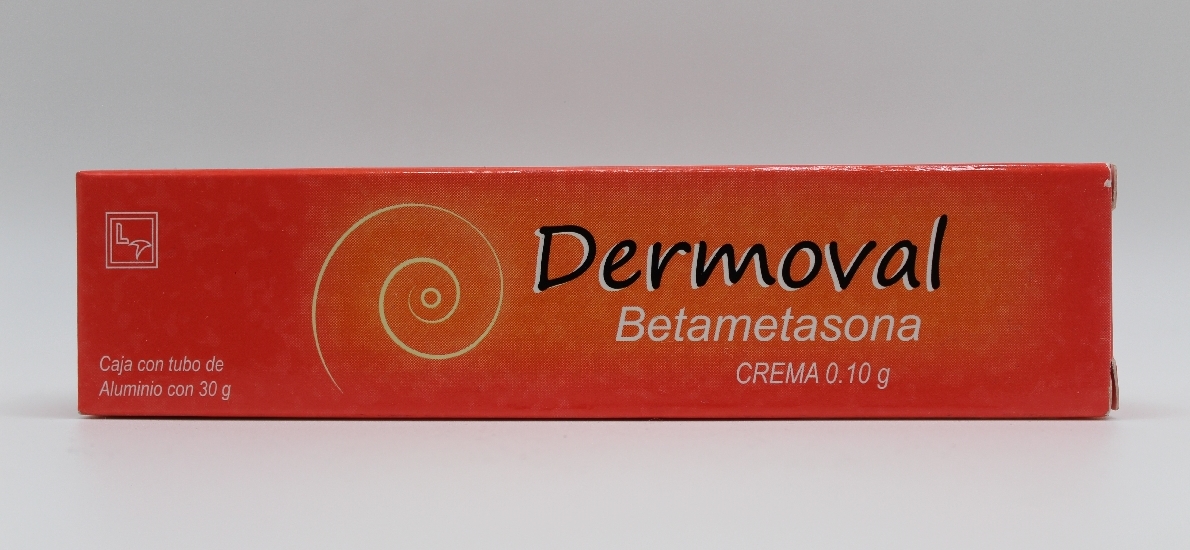 L
Dermoval
Betametasona
CREMA 0.10 g
Caja con tubo de
Aluminio con 30 g